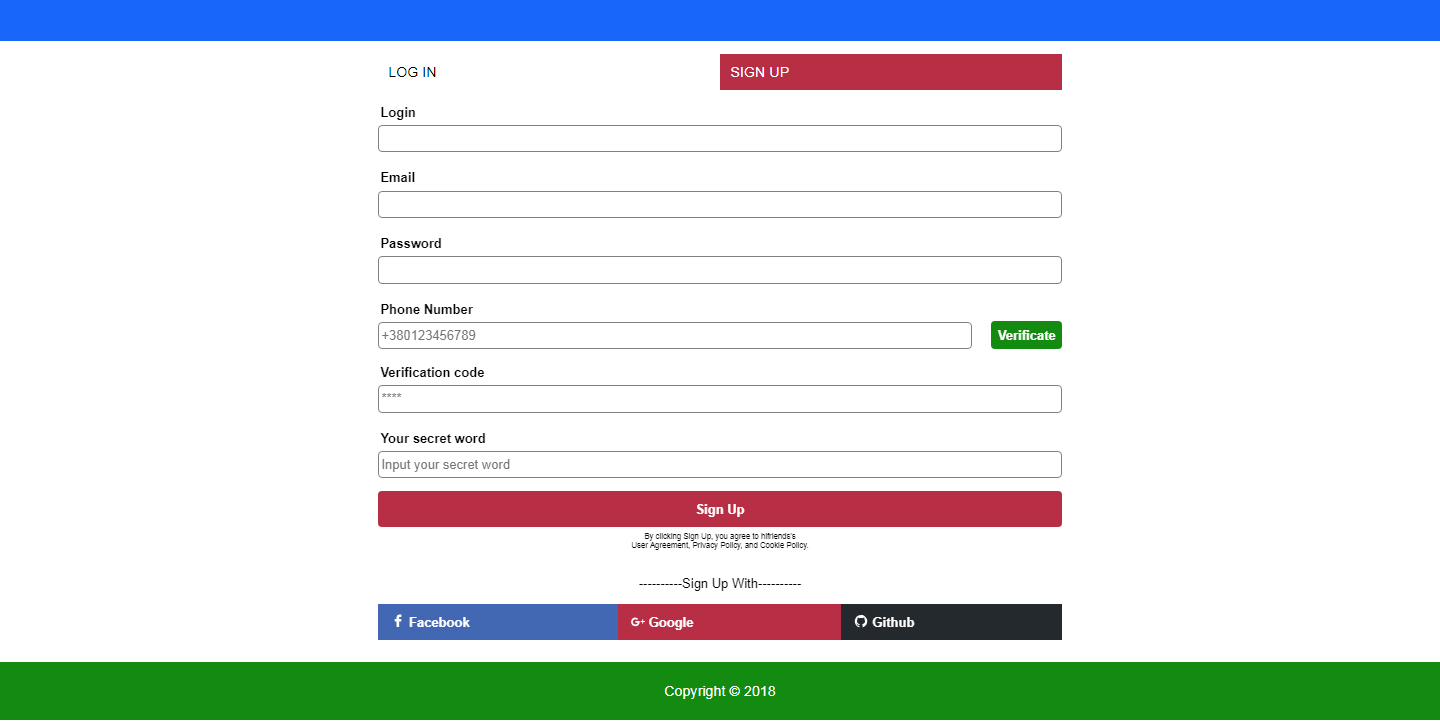 LOG IN
SIGN UP
Login
Email
Password
Phone Number
+380123456789
Verificate
Verification code
****
Your secret word
Input your secret word
Sign Up
By clicking Sign Up, you agree to hifriends's
User Agreement, Privacy Policy, and Cookie Policy.
----------Sign Up With----------
Facebook
G+ Google
Github
Copyright © 2018